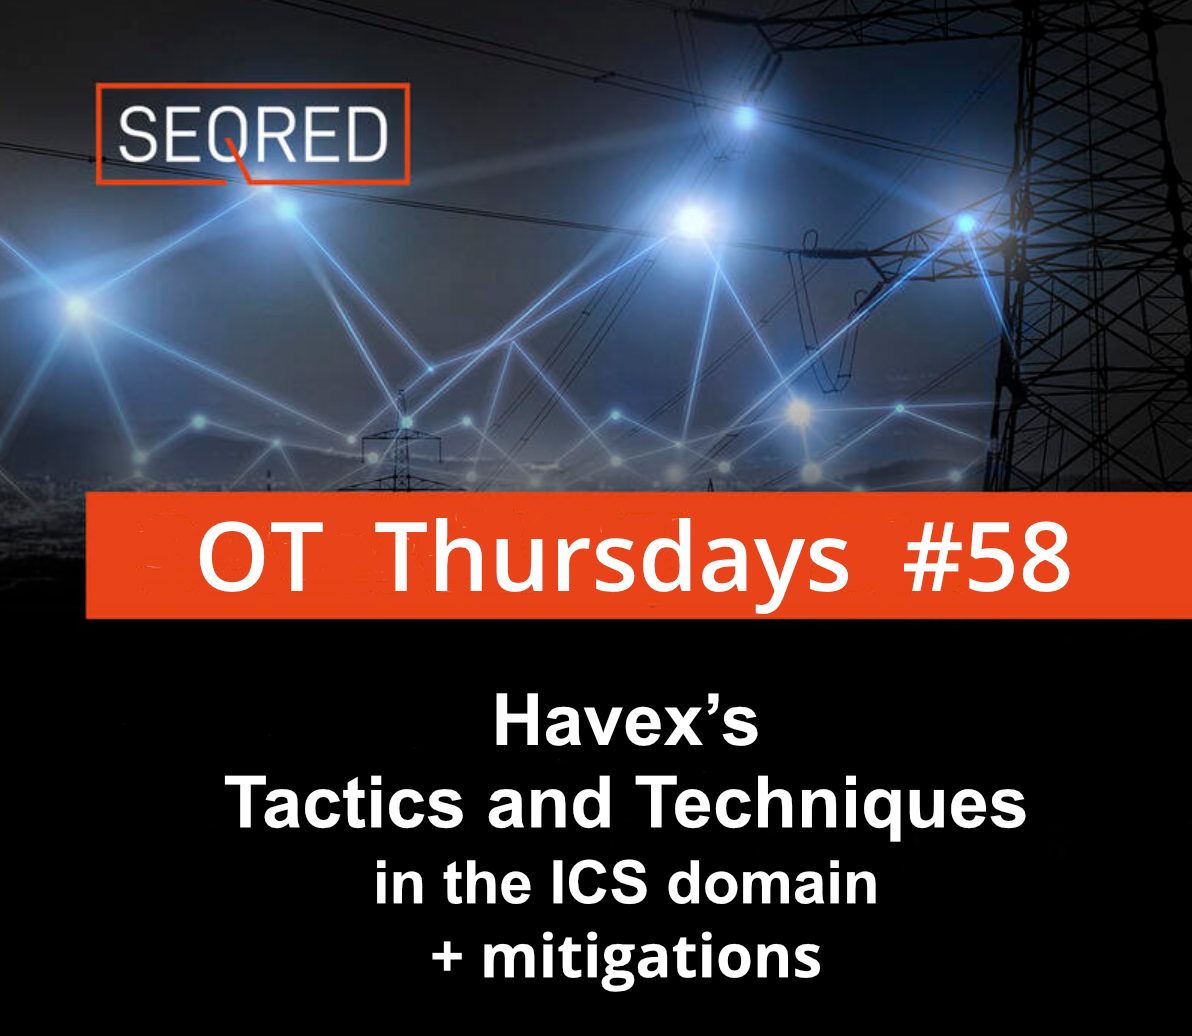 SEQRED
OT Thursdays #58
Havex’s
Tactics and Techniques
in the ICS domain
+ mitigations